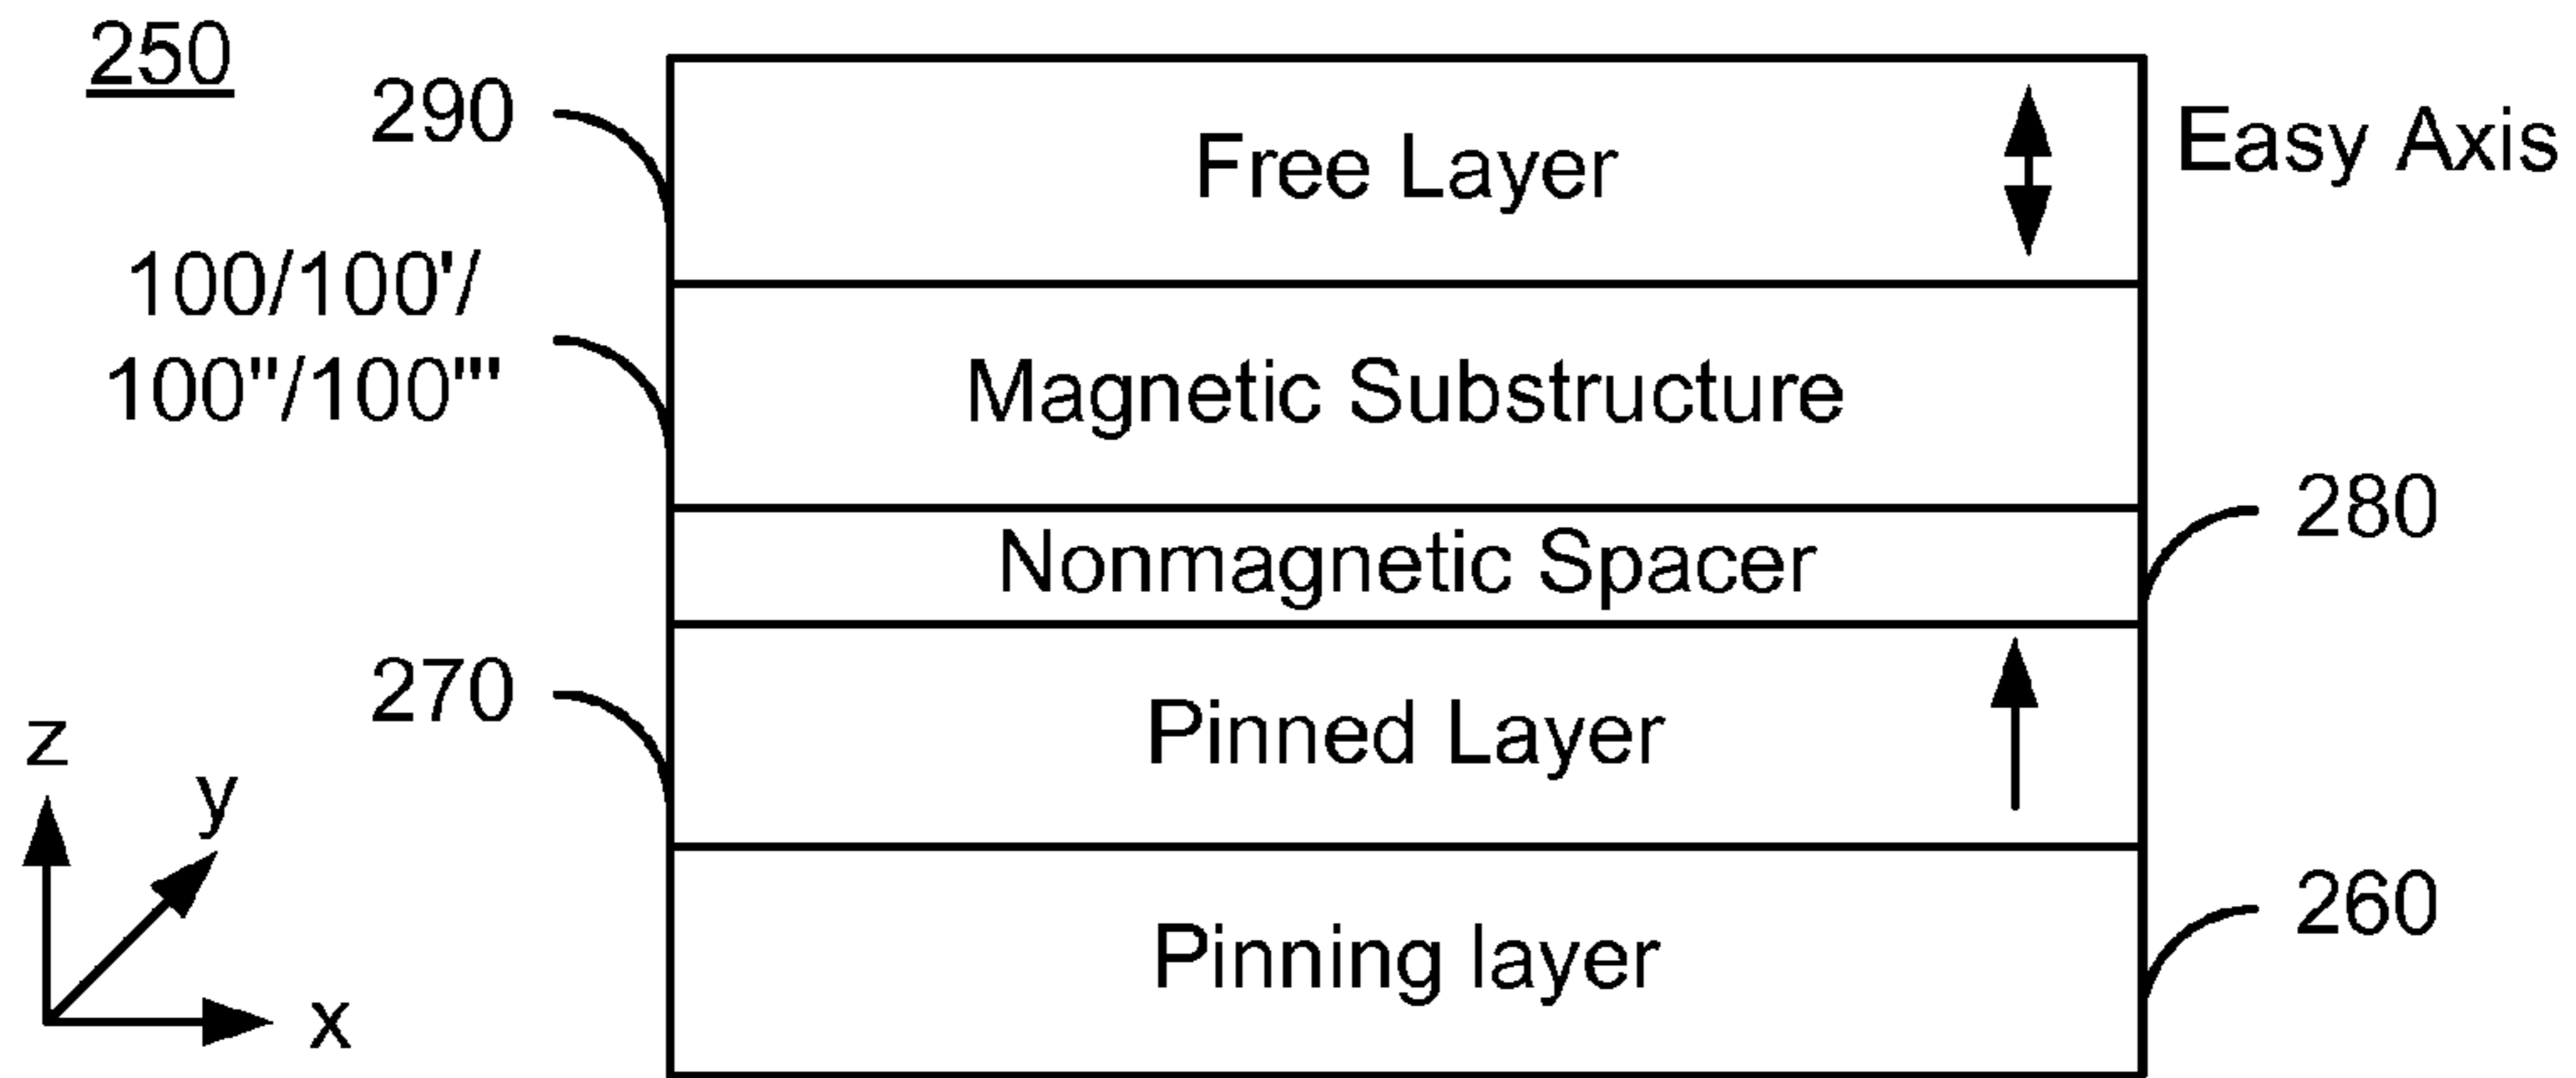 250
290
Free Layer
Easy Axis
100/100'/
100"/100'"
Magnetic Substructure
280
Nonmagnetic Spacer
270
Pinned Layer
z
y
x
260
Pinning layer